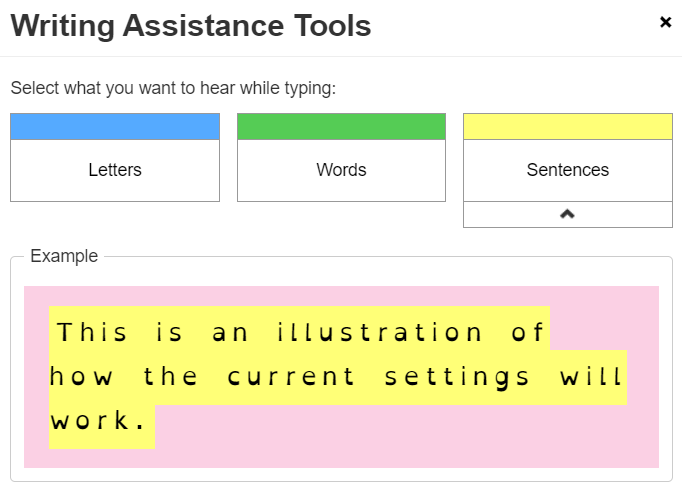 Writing Assistance Tools
Select what you want to hear while typing:
Letters Words Sentences
Example
This is an illustration of
how the current settings will
work.